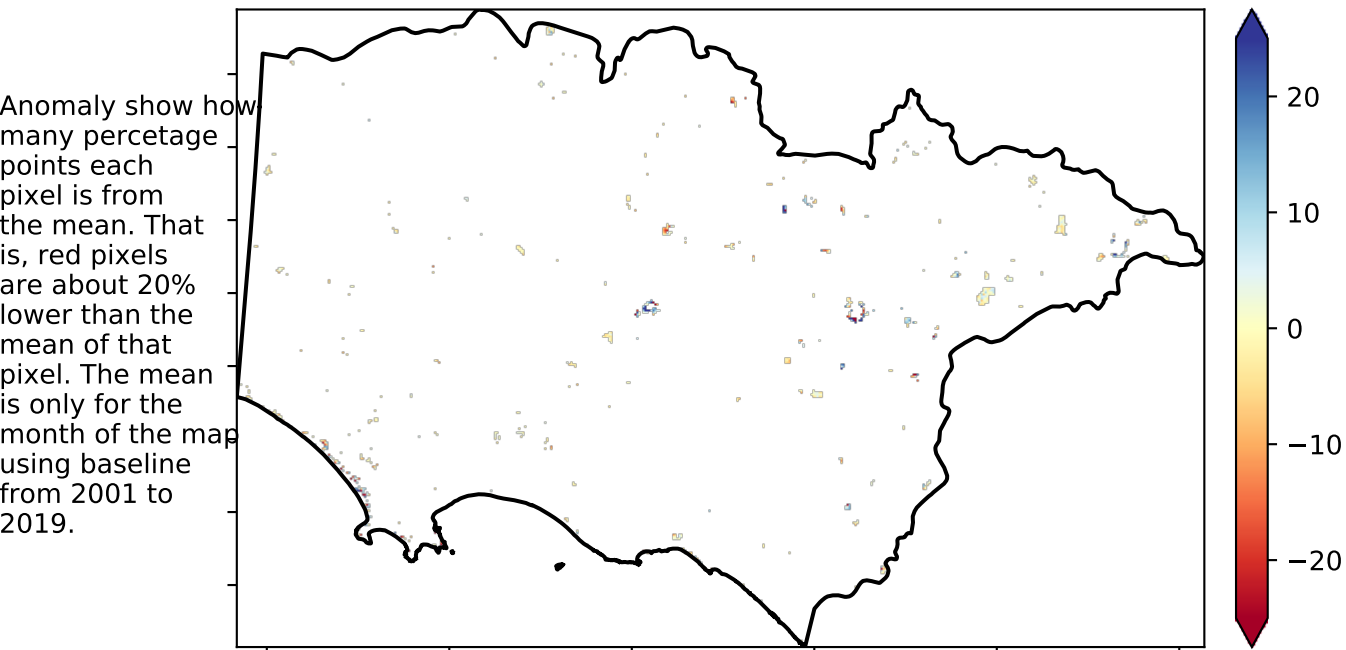 Anomaly show how
many percetage
points each
pixel is from
the mean. That
is, red pixels
are about 20%
lower than the
mean of that
pixel. The mean
is only for the
month of the map
using baseline
from 2001 to
2019.
20
10
0
−10
−20